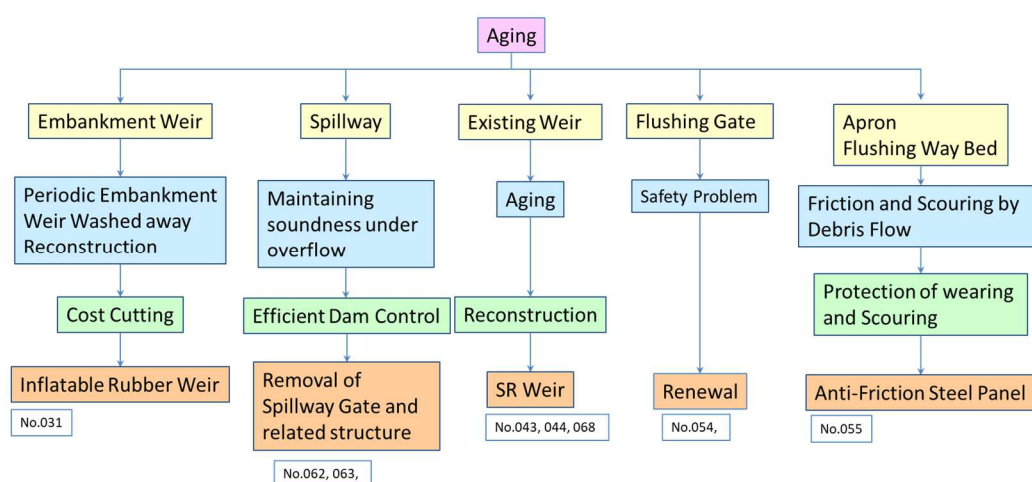 Aging
Embankment Weir
Spillway
Existing Weir
Flushing Gate
Apron
Flushing Way Bed
Periodic Embankment
Weir Washed away
Reconstruction
Maintaining
soundness under
overflow
Aging
Safety Problem
Friction and Scouring by
Debris Flow
Cost Cutting
Efficient Dam Control
Reconstruction
Protection of wearing
and Scouring
Inflatable Rubber Weir
Removal of
Spillway Gate and
related structure
SR Weir
Renewal
Anti-Friction Steel Panel
No.031
No.062, 063,
No.043, 044, 068
No.054,
No.055